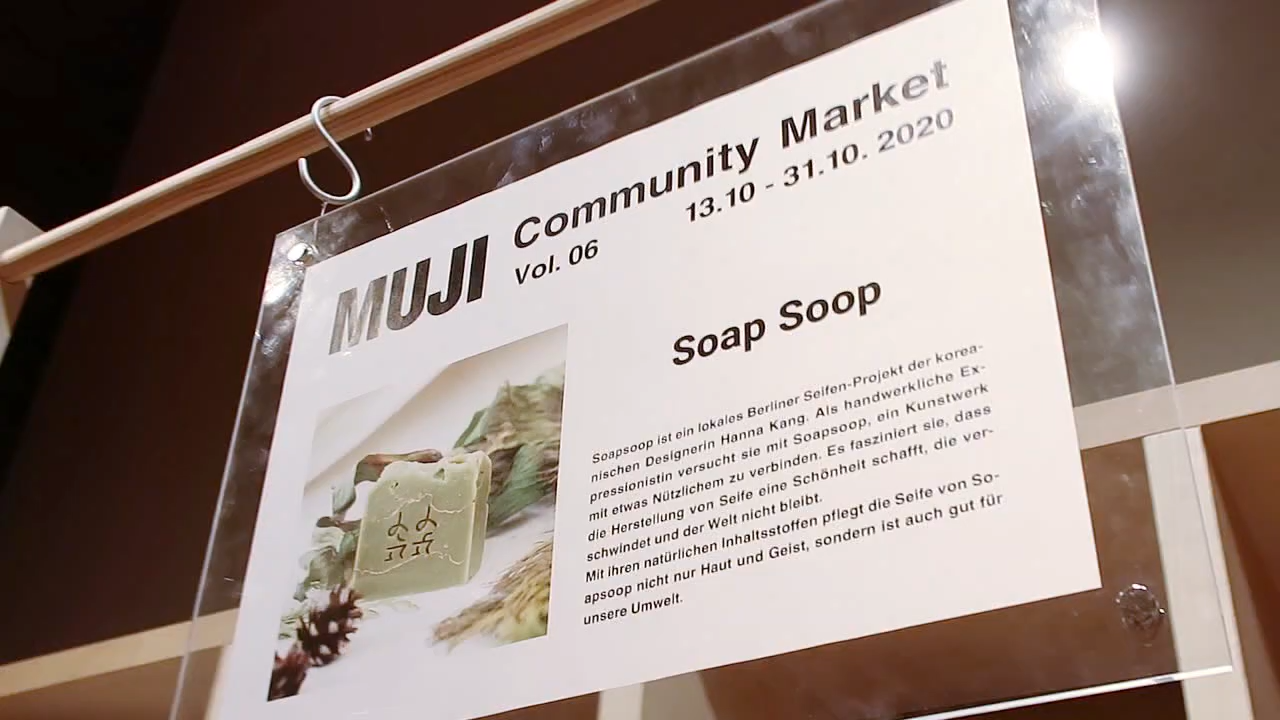 MUJI Community Market
Vol. 06 13.10 - 31.10. 2020
Soap Soop
Soapsoop ist ein lokales Berliner Seifen-Projekt der korea-
nischen Designerin Hanna Kang. Als handwerkliche Ex-
pressionistin versucht sie mit Soapsoop, ein Kunstwerk
mit etwas Nützlichem zu verbinden. Es fasziniert sie, dass
die Herstellung von Seife eine Schönheit schafft, die ver-
schwindet und der Welt nicht bleibt.
Mit ihren natürlichen Inhaltsstoffen pflegt die Seife von So-
apsoop nicht nur Haut und Geist, sondern ist auch gut für
unsere Umwelt.